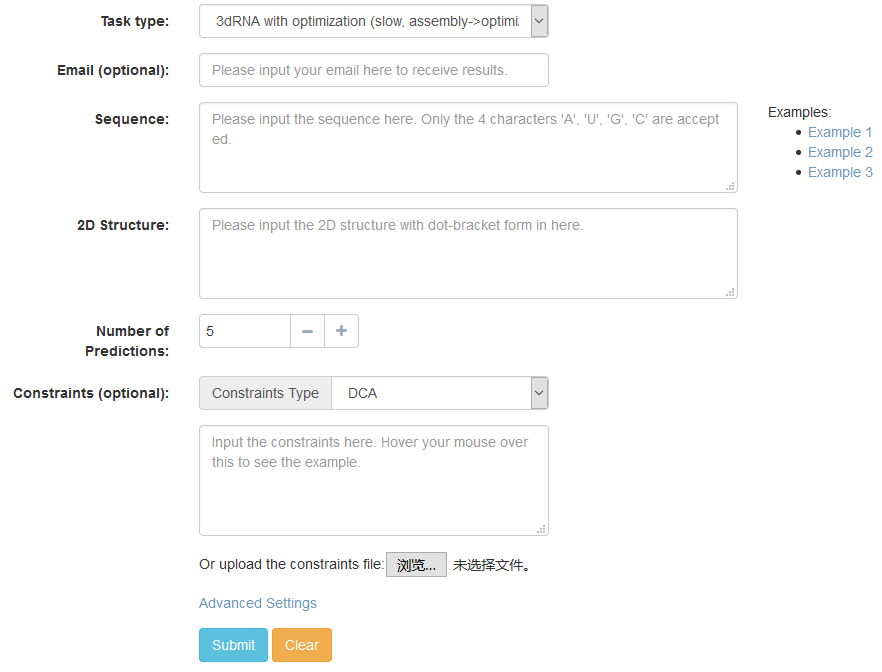 Task type: 3dRNA with optimization (slow, assembly->optimi
Email (optional): Please input your email here to receive results.
Sequence: Please input the sequence here. Only the 4 characters 'A', 'U', 'G', 'C' are accept
ed.
Examples:
Example 1
Example 2
Example 3
2D Structure: Please input the 2D structure with dot-bracket form in here.
Number of
Predictions:
5 − +
Constraints (optional): Constraints Type DCA
Input the constraints here. Hover your mouse over
this to see the example.
Or upload the constraints file: 浏览... 未选择文件。
Advanced Settings
Submit Clear